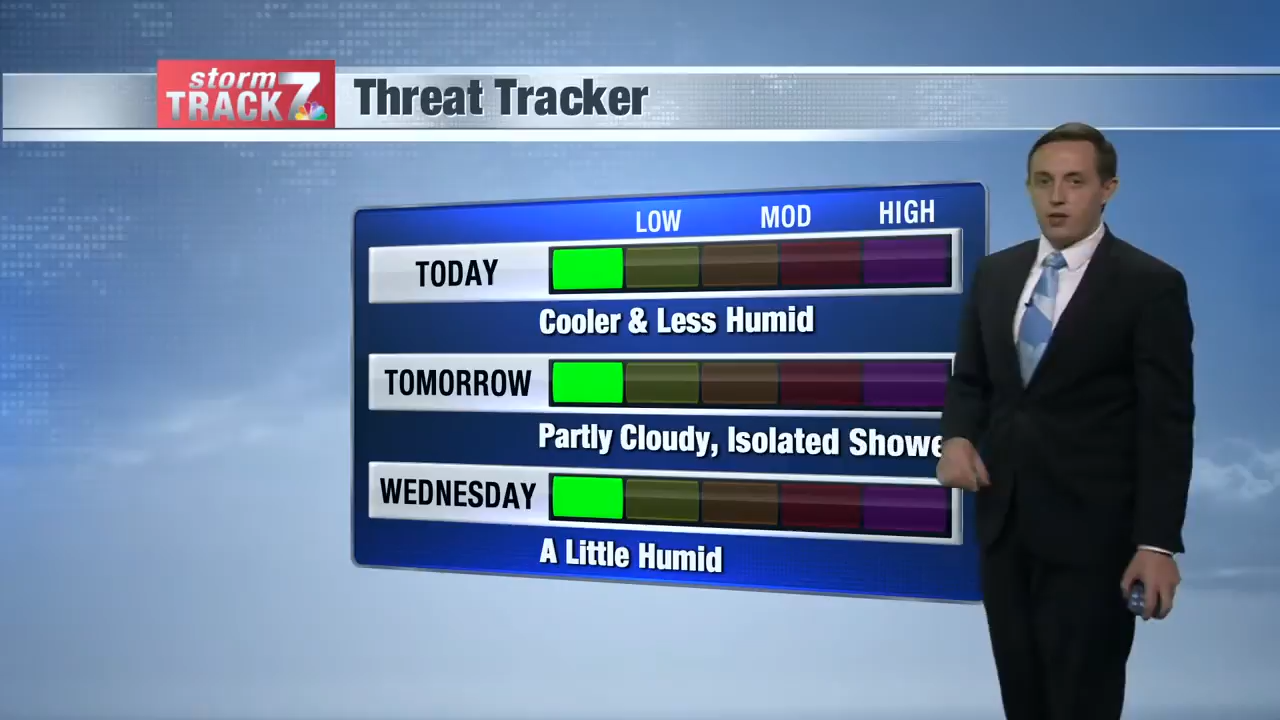 storm
TRACK 7
Threat Tracker
LOW MOD HIGH
TODAY
Cooler & Less Humid
TOMORROW
Partly Cloudy, Isolated Showe
WEDNESDAY
A Little Humid